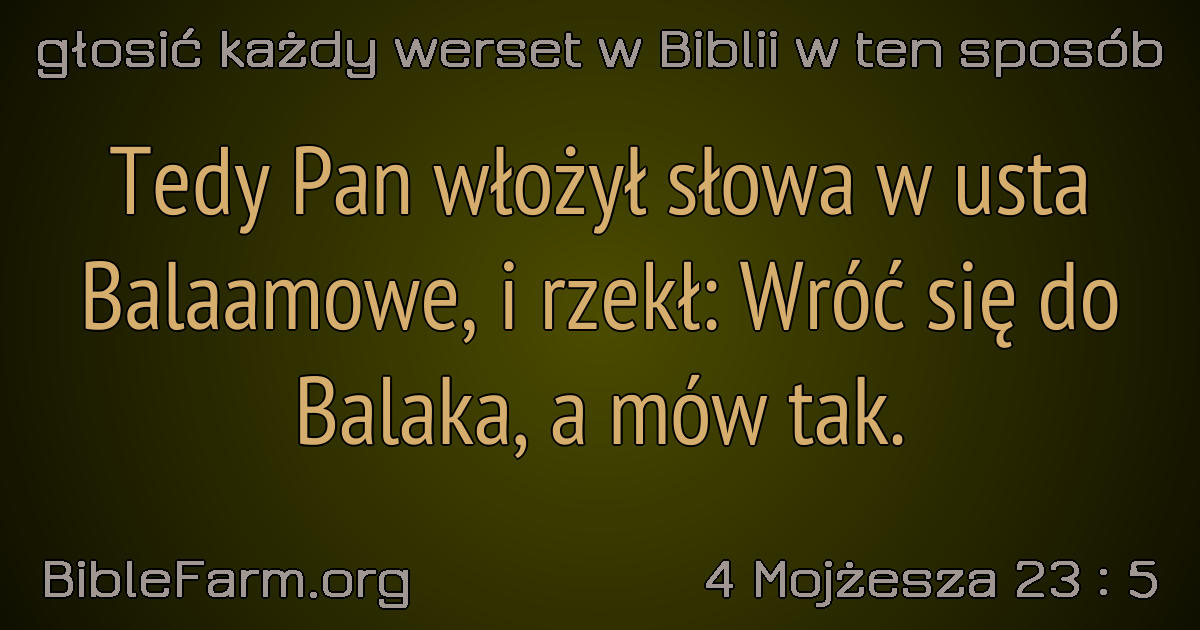 głosić każdy werset w Biblii w ten sposób
Tedy Pan włożył słowa w usta
Balaamowe, i rzekł: Wróć się do
Balaka, a mów tak.
BibleFarm.org
4 Mojżesza 23 : 5